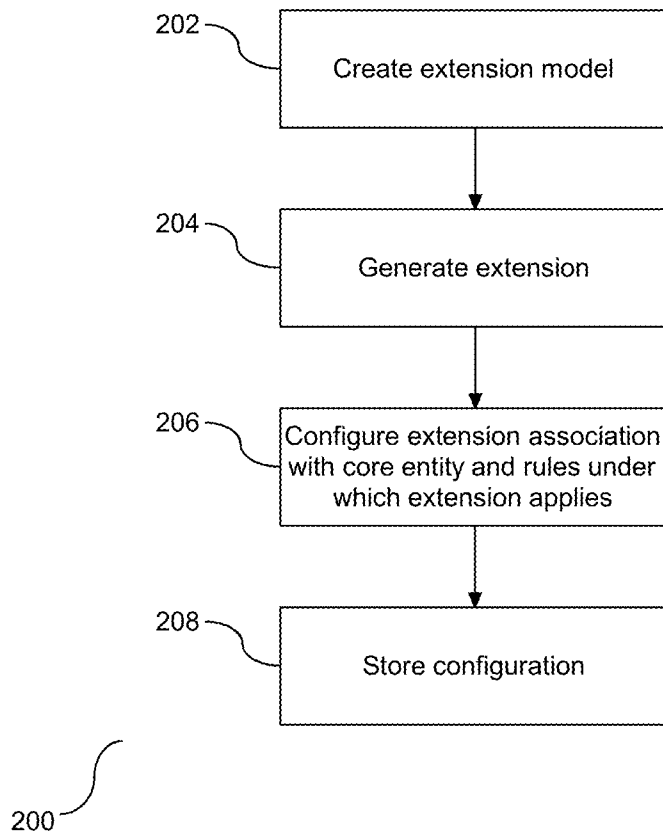 202
Create extension model
204
Generate extension
206
Configure extension association
with core entity and rules under
which extension applies
208
Store configuration
200